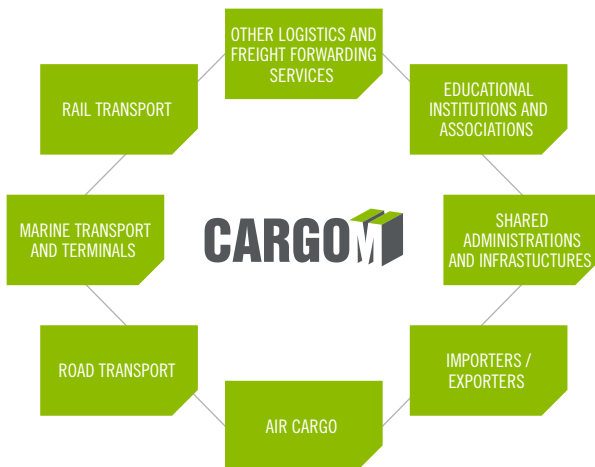 OTHER LOGISTICS AND
FREIGHT FORWARDING
SERVICES
RAIL TRANSPORT
EDUCATIONAL
INSTITUTIONS AND
ASSOCIATIONS
MARINE TRANSPORT
AND TERMINALS
CARGOM
SHARED
ADMINISTRATIONS
AND INFRASTUCTURES
ROAD TRANSPORT
IMPORTERS /
EXPORTERS
AIR CARGO